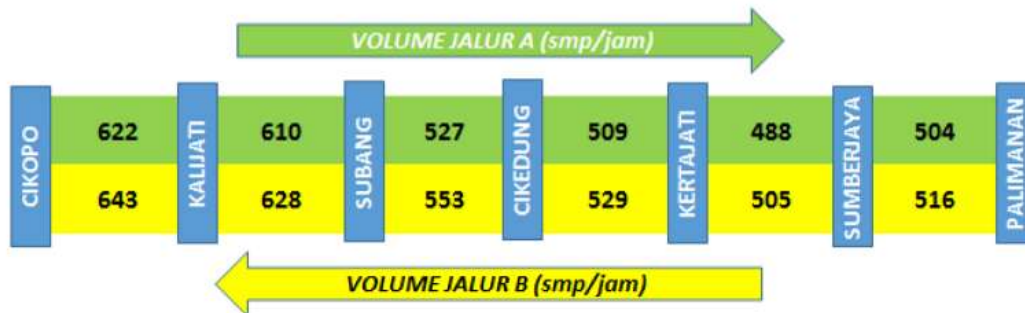 VOLUME JALUR A (smp/jam)
CIKOPO
622
KALIJATI
610
SUBANG
527
CIKEDUNG
509
KERTAJATI
488
SUMBERJAYA
504
PALIMANAN
643
628
553
529
505
516
VOLUME JALUR B (smp/jam)